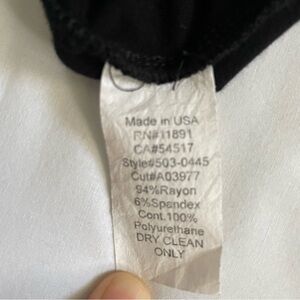 Made in USA
RN#11891
CA#54517
Style#503-0445
Cut#A03977
94%Rayon
6%Spandex
Cont.100%
Polyurethane
DRY CLEAN
ONLY